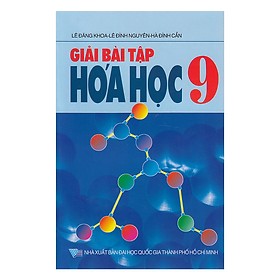 LÊ ĐĂNG KHOA-LÊ ĐÌNH NGUYÊN-HÀ ĐÌNH CẨN
GIẢI BÀI TẬP
HÓA HỌC 9
NHÀ XUẤT BẢN ĐẠI HỌC QUỐC GIA THÀNH PHỐ HỒ CHÍ MINH